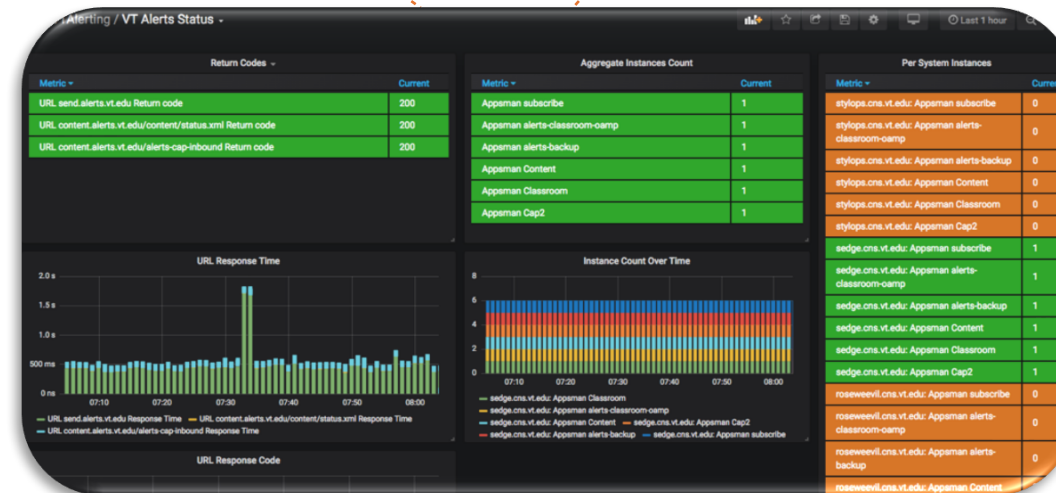 Alerting / VT Alerts Status
Last 1 hour
Return Codes
Metric Current
URL send.alerts.vt.edu Return code 200
URL content.alerts.vt.edu/content/status.xml Return code 200
URL content.alerts.vt.edu/alerts-cap-inbound Return code 200
Aggregate Instances Count
Metric Current
Appsman subscribe 1
Appsman alerts-classroom-oamp 1
Appsman alerts-backup 1
Appsman Content 1
Appsman Classroom 1
Appsman Cap2 1
Per System Instances
Metric
stylops.cns.vt.edu: Appsman subscribe 0
stylops.cns.vt.edu: Appsman alerts-
classroom-oamp 0
stylops.cns.vt.edu: Appsman alerts-backup 0
stylops.cns.vt.edu: Appsman Content 0
stylops.cns.vt.edu: Appsman Classroom 0
stylops.cns.vt.edu: Appsman Cap2 0
sedge.cns.vt.edu: Appsman subscribe 1
sedge.cns.vt.edu: Appsman alerts-
classroom-oamp 1
sedge.cns.vt.edu: Appsman alerts-backup 1
sedge.cns.vt.edu: Appsman Content 1
sedge.cns.vt.edu: Appsman Classroom 1
sedge.cns.vt.edu: Appsman Cap2 1
roseweevil.cns.vt.edu: Appsman subscribe 0
roseweevil.cns.vt.edu: Appsman alerts-
classroom-oamp 0
roseweevil.cns.vt.edu: Appsman alerts-
backup 0
roseweevil.cns.vt.edu: Appsman Content
URL Response Time
2.0 s
1.5 s
1.0 s
500 ms
0 ns
07:10 07:20 07:30 07:40 07:50 08:00
URL send.alerts.vt.edu Response Time URL content.alerts.vt.edu/content/status.xml Response Time
URL content.alerts.vt.edu/alerts-cap-inbound Response Time
Instance Count Over Time
8
6
4
2
0
07:10 07:20 07:30 07:40 07:50 08:00
sedge.cns.vt.edu: Appsman Classroom
sedge.cns.vt.edu: Appsman alerts-classroom-oamp
sedge.cns.vt.edu: Appsman Content sedge.cns.vt.edu: Appsman Cap2
sedge.cns.vt.edu: Appsman alerts-backup sedge.cns.vt.edu: Appsman subscribe
URL Response Code